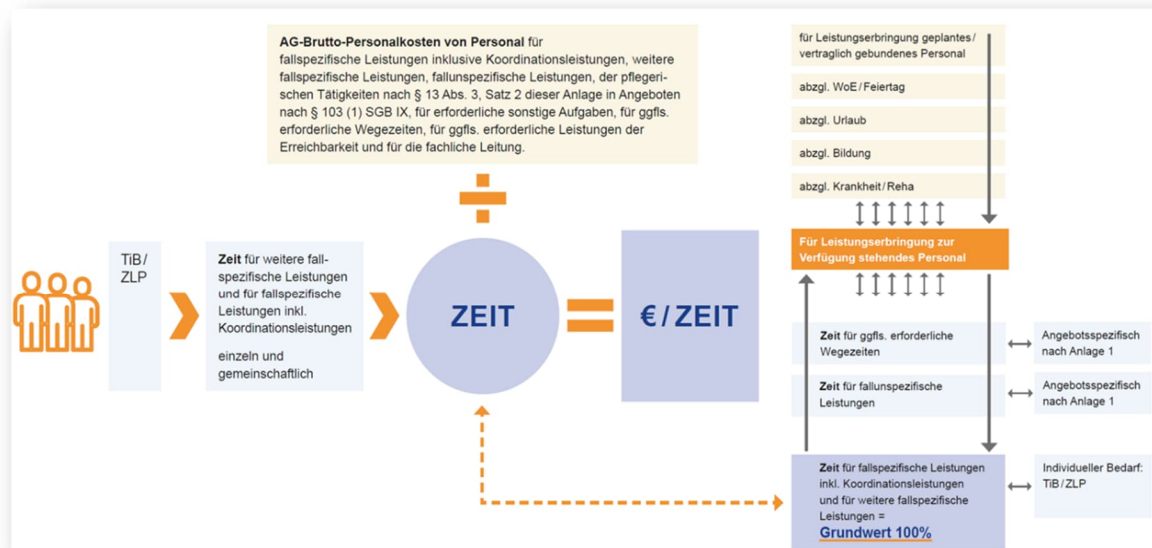 AG-Brutto-Personalkosten von Personal für
fallspezifische Leistungen inklusive Koordinationsleistungen, weitere
fallspezifische Leistungen, fallunspezifische Leistungen, der pflegeri-
schen Tätigkeiten nach § 13 Abs. 3, Satz 2 dieser Anlage in Angeboten
nach § 103 (1) SGB IX, für erforderliche sonstige Aufgaben, für ggfls.
erforderliche Wegezeiten, für ggfls. erforderliche Leistungen der
Erreichbarkeit und für die fachliche Leitung.
TiB/
ZLP
Zeit für weitere fall-
spezifische Leistungen
und für fallspezifische
Leistungen inkl.
Koordinationsleistungen
einzeln und
gemeinschaftlich
ZEIT
€/ZEIT
für Leistungserbringung geplantes/
vertraglich gebundenes Personal
abzgl. WoE/Feiertag
abzgl. Urlaub
abzgl. Bildung
abzgl. Krankheit/Reha
Für Leistungserbringung zur
Verfügung stehendes Personal
Zeit für ggfls. erforderliche
Wegezeiten
Angebotsspezifisch
nach Anlage 1
Zeit für fallunspezifische
Leistungen
Angebotsspezifisch
nach Anlage 1
Zeit für fallspezifische Leistungen
inkl. Koordinationsleistungen
und für weitere fallspezifische
Leistungen =
Grundwert 100%
Individueller Bedarf:
TiB/ZLP